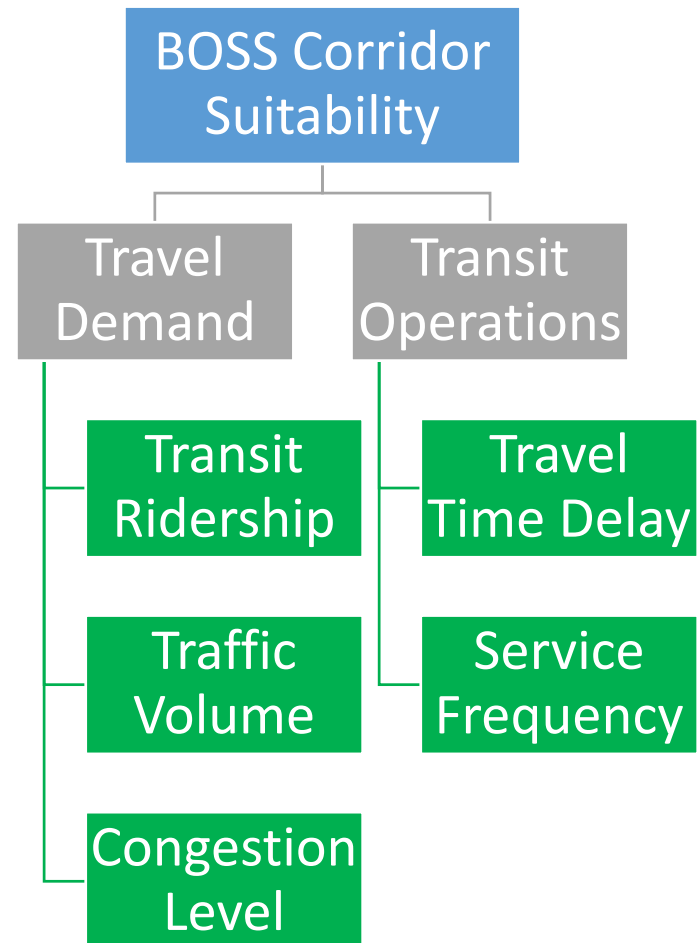 BOSS Corridor
Suitability
Travel
Demand
Transit
Operations
Transit
Ridership
Travel
Time Delay
Traffic
Volume
Service
Frequency
Congestion
Level